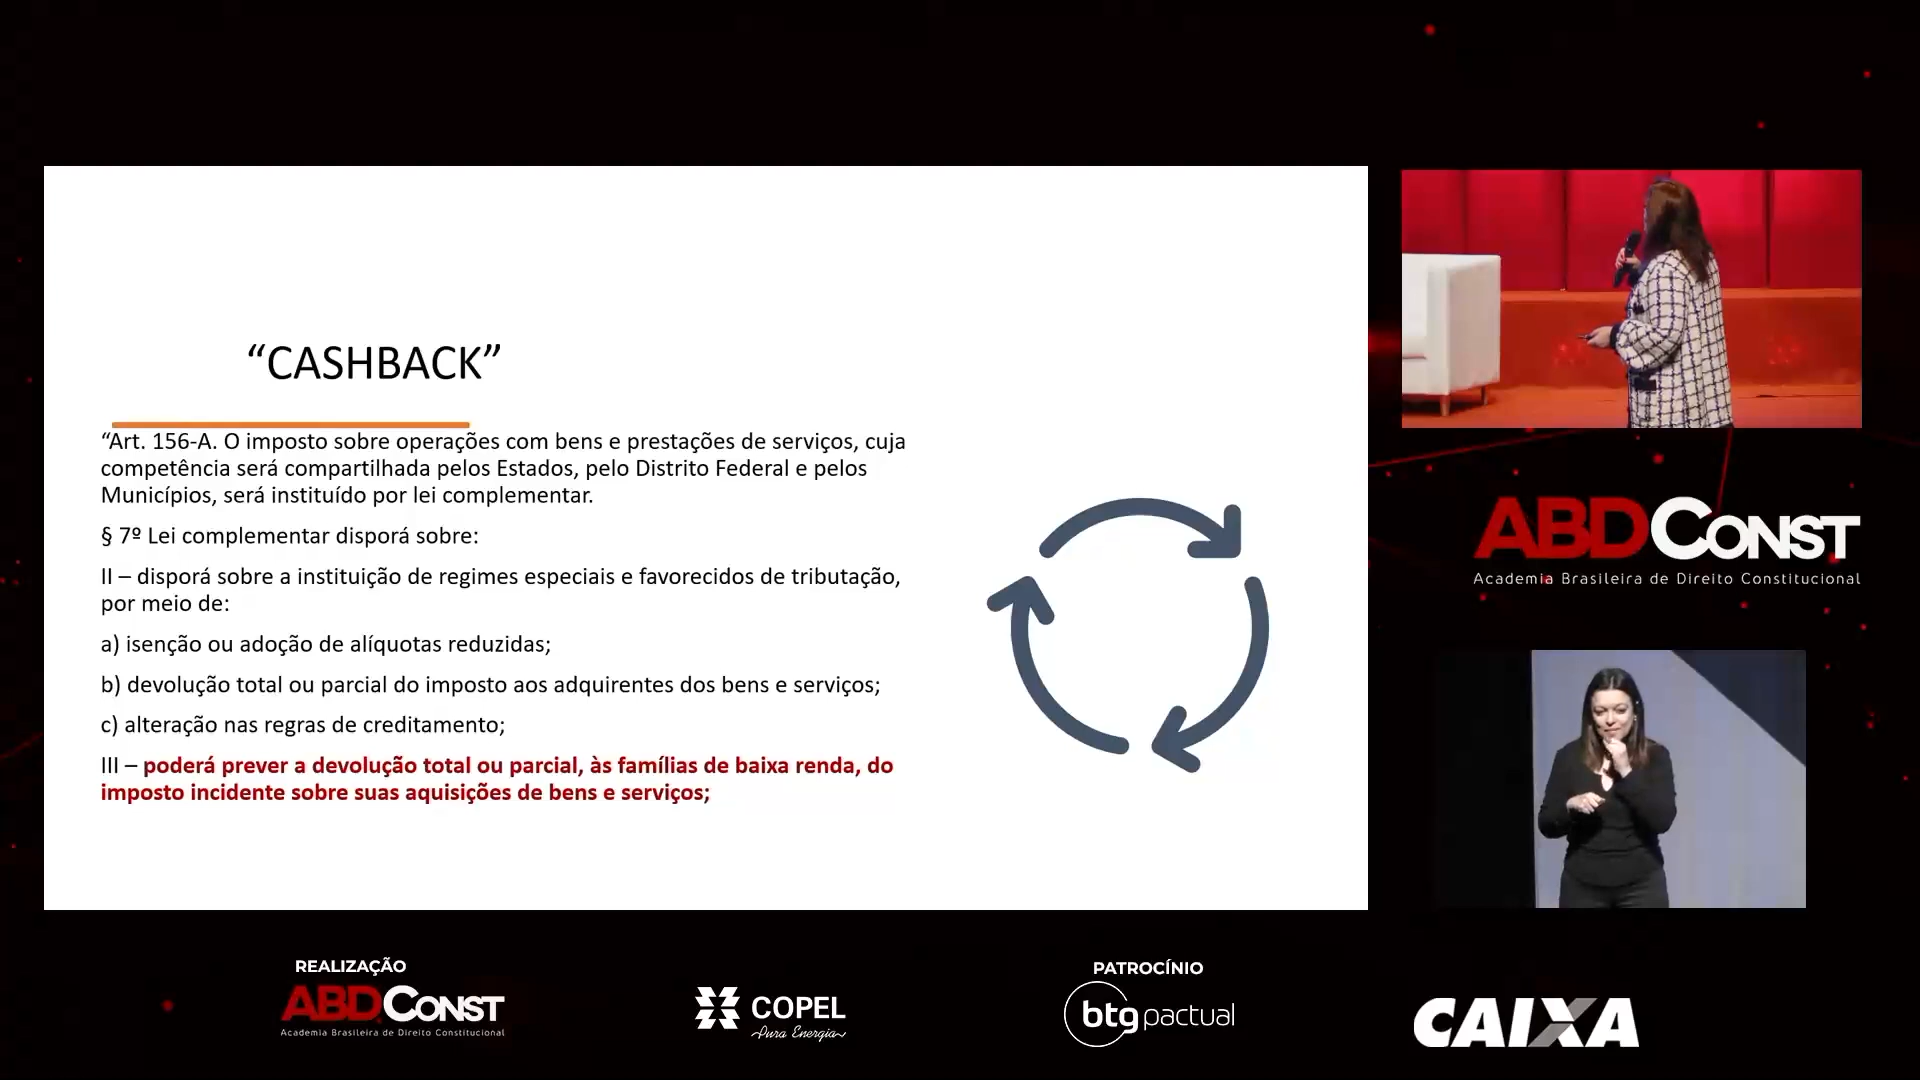 “CASHBACK”
“Art. 156-A. O imposto sobre operações com bens e prestações de serviços, cuja
competência será compartilhada pelos Estados, pelo Distrito Federal e pelos
Municípios, será instituído por lei complementar.
§ 7º Lei complementar disporá sobre:
II – disporá sobre a instituição de regimes especiais e favorecidos de tributação,
por meio de:
a) isenção ou adoção de alíquotas reduzidas;
b) devolução total ou parcial do imposto aos adquirentes dos bens e serviços;
c) alteração nas regras de creditamento;
III – poderá prever a devolução total ou parcial, às famílias de baixa renda, do
imposto incidente sobre suas aquisições de bens e serviços;
ABDCONST
Academia Brasileira de Direito Constitucional
REALIZAÇÃO
ABDCONST
Academia Brasileira de Direito Constitucional
COPEL
Pura Energia
PATROCÍNIO
btgpactual
CAIXA